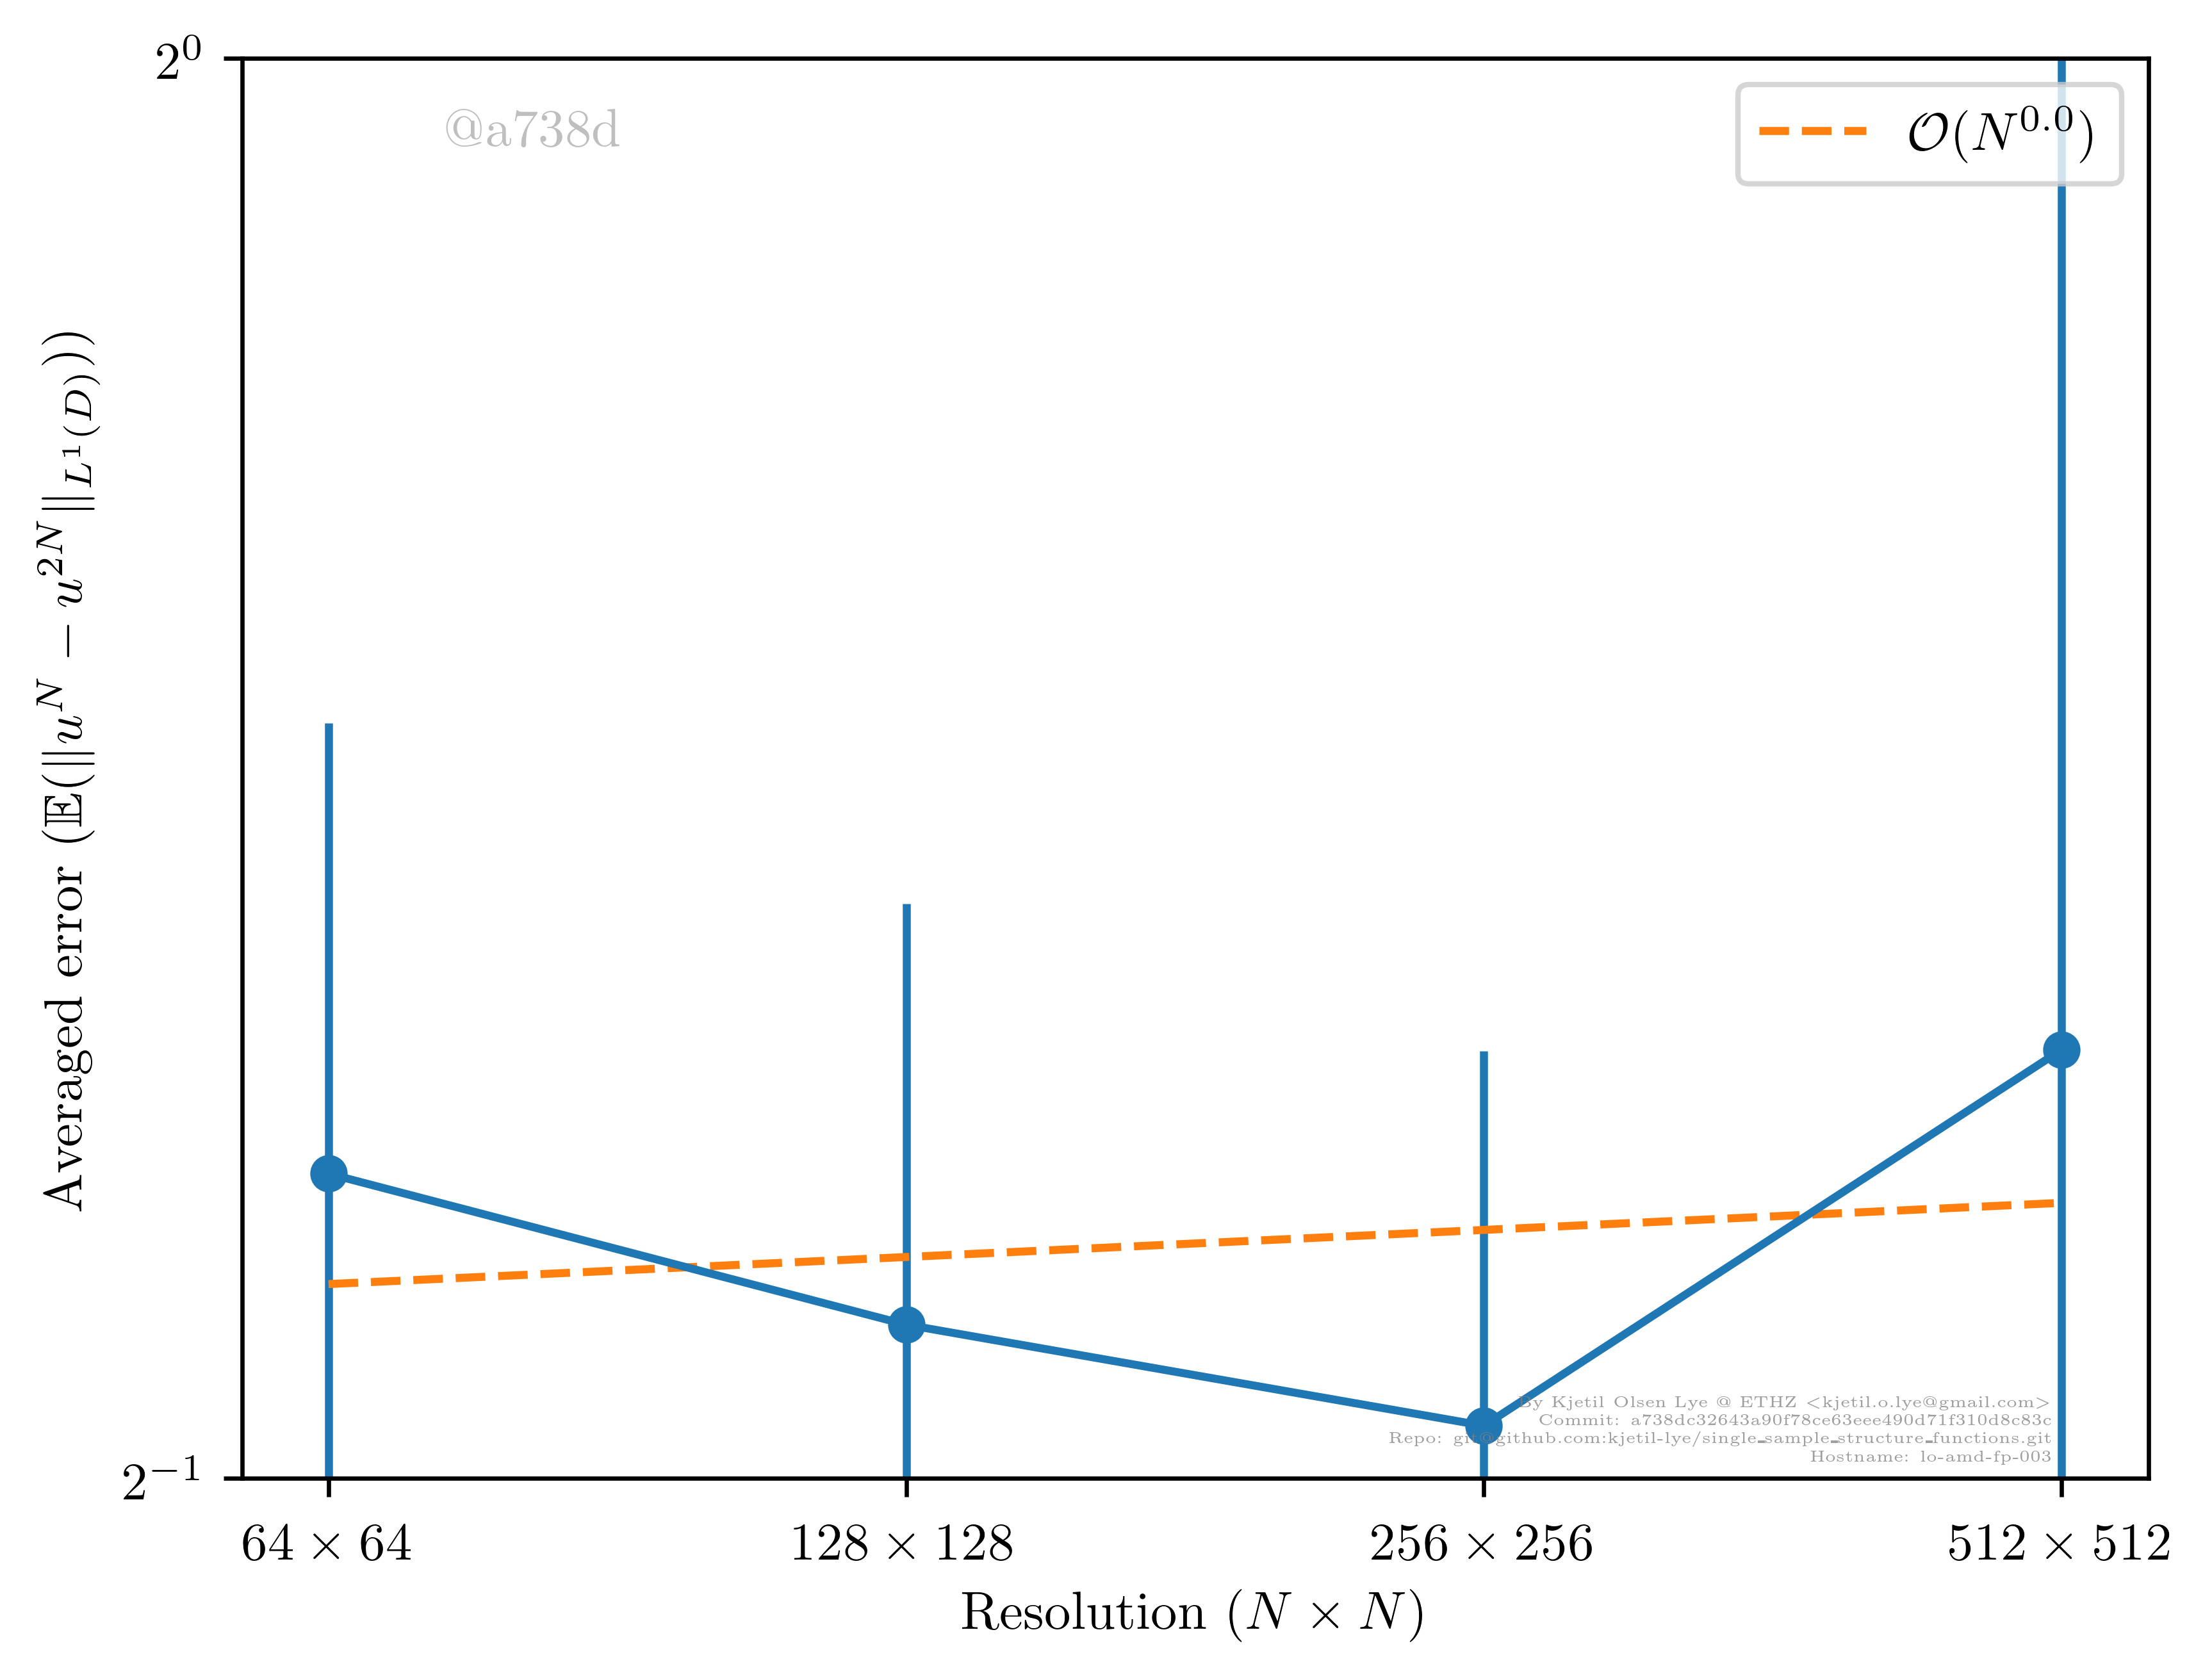 2^0
@a738d
O(N^{0.0})
Averaged error (𝔼(||u^N − u^{2N}||_{L^1(D)}))
2^{−1}
By Kjetil Olsen Lye @ ETHZ <kjetil.o.lye@gmail.com>
Commit: a738dc32643a90f78ce63eee490d71f310d8c83c
Repo: git@github.com:kjetil-lye/single_sample_structure_functions.git
Hostname: lo-amd-fp-003
64 × 64 128 × 128 256 × 256 512 × 512
Resolution (N × N)